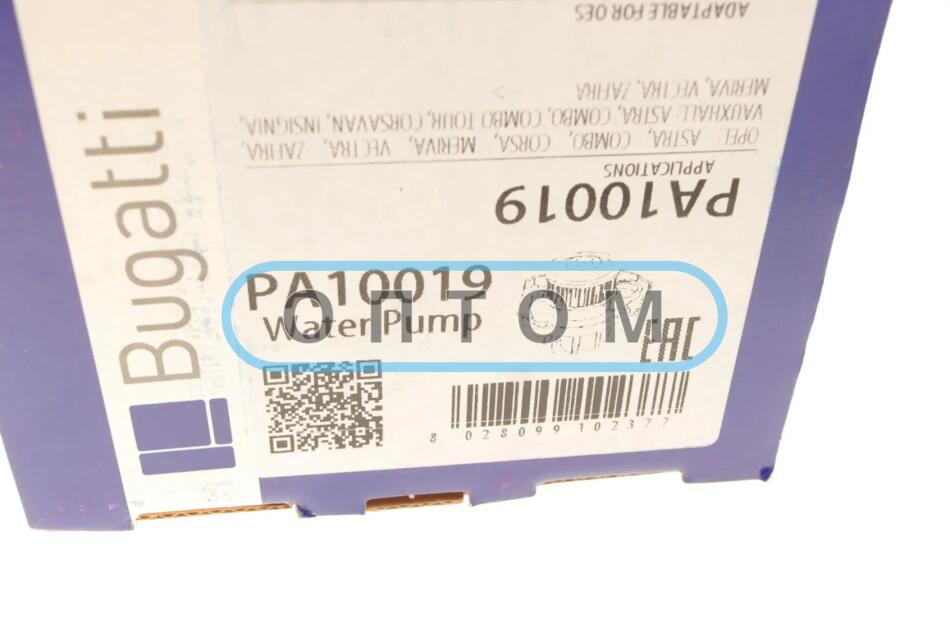 Bugatti
PA10019
Water Pump
ОПТОМ
EAC
8 028099 102377
PA10019
APPLICATIONS
OPEL: ASTRA, COMBO, CORSA, MERIVA, VECTRA, ZAFIRA,
VAUXHALL: ASTRA, COMBO, COMBO TOUR, CORSAVAN, INSIGNIA,
MERIVA, VECTRA, ZAFIRA
ADAPTABLE FOR OES